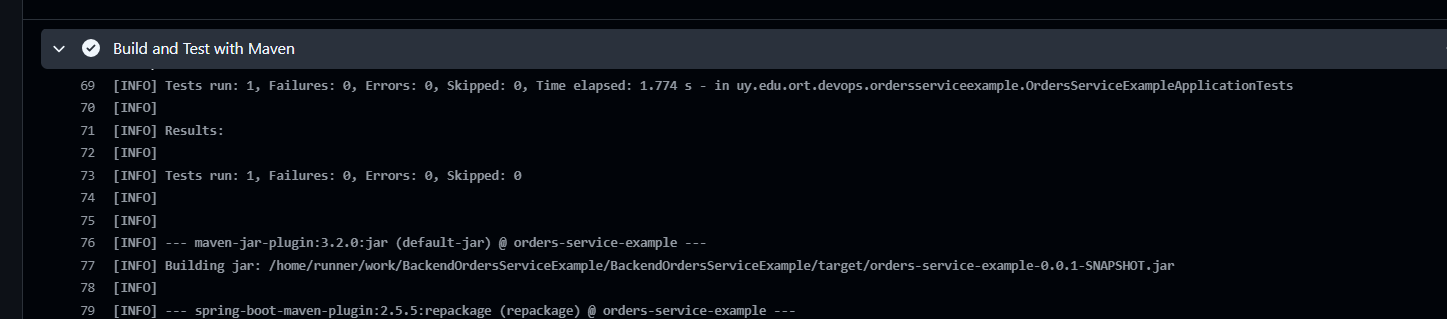 Build and Test with Maven
69 [INFO] Tests run: 1, Failures: 0, Errors: 0, Skipped: 0, Time elapsed: 1.774 s - in uy.edu.ort.devops.ordersserviceexample.OrdersServiceExampleApplicationTests
70 [INFO]
71 [INFO] Results:
72 [INFO]
73 [INFO] Tests run: 1, Failures: 0, Errors: 0, Skipped: 0
74 [INFO]
75 [INFO]
76 [INFO] --- maven-jar-plugin:3.2.0:jar (default-jar) @ orders-service-example ---
77 [INFO] Building jar: /home/runner/work/BackendOrdersServiceExample/BackendOrdersServiceExample/target/orders-service-example-0.0.1-SNAPSHOT.jar
78 [INFO]
79 [INFO] --- spring-boot-maven-plugin:2.5.5:repackage (repackage) @ orders-service-example ---